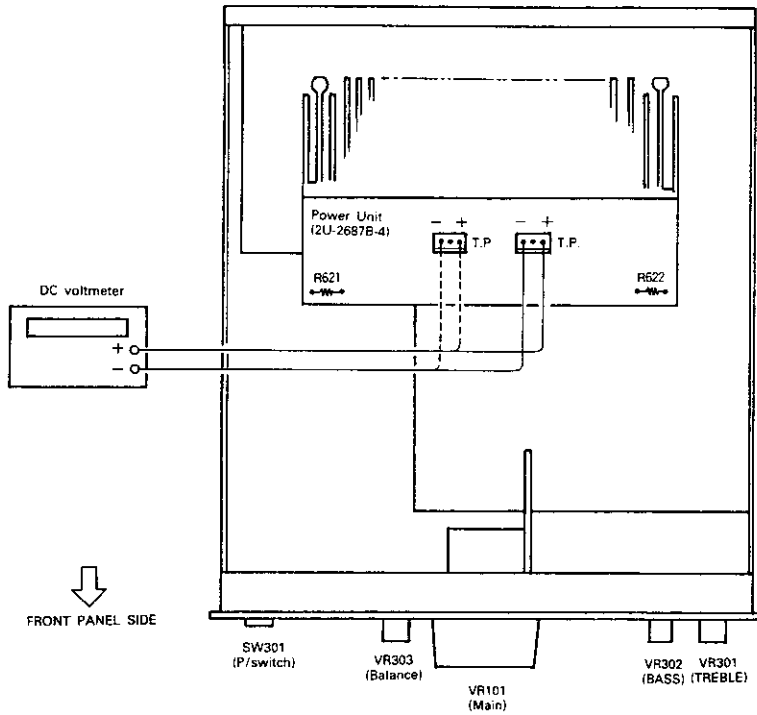 Power Unit
(2U-2687B-4)
− +
T.P
− +
T.P.
R621
R622
DC voltmeter
+
−
FRONT PANEL SIDE
SW301
(P/switch)
VR303
(Balance)
VR101
(Main)
VR302
(BASS)
VR301
(TREBLE)